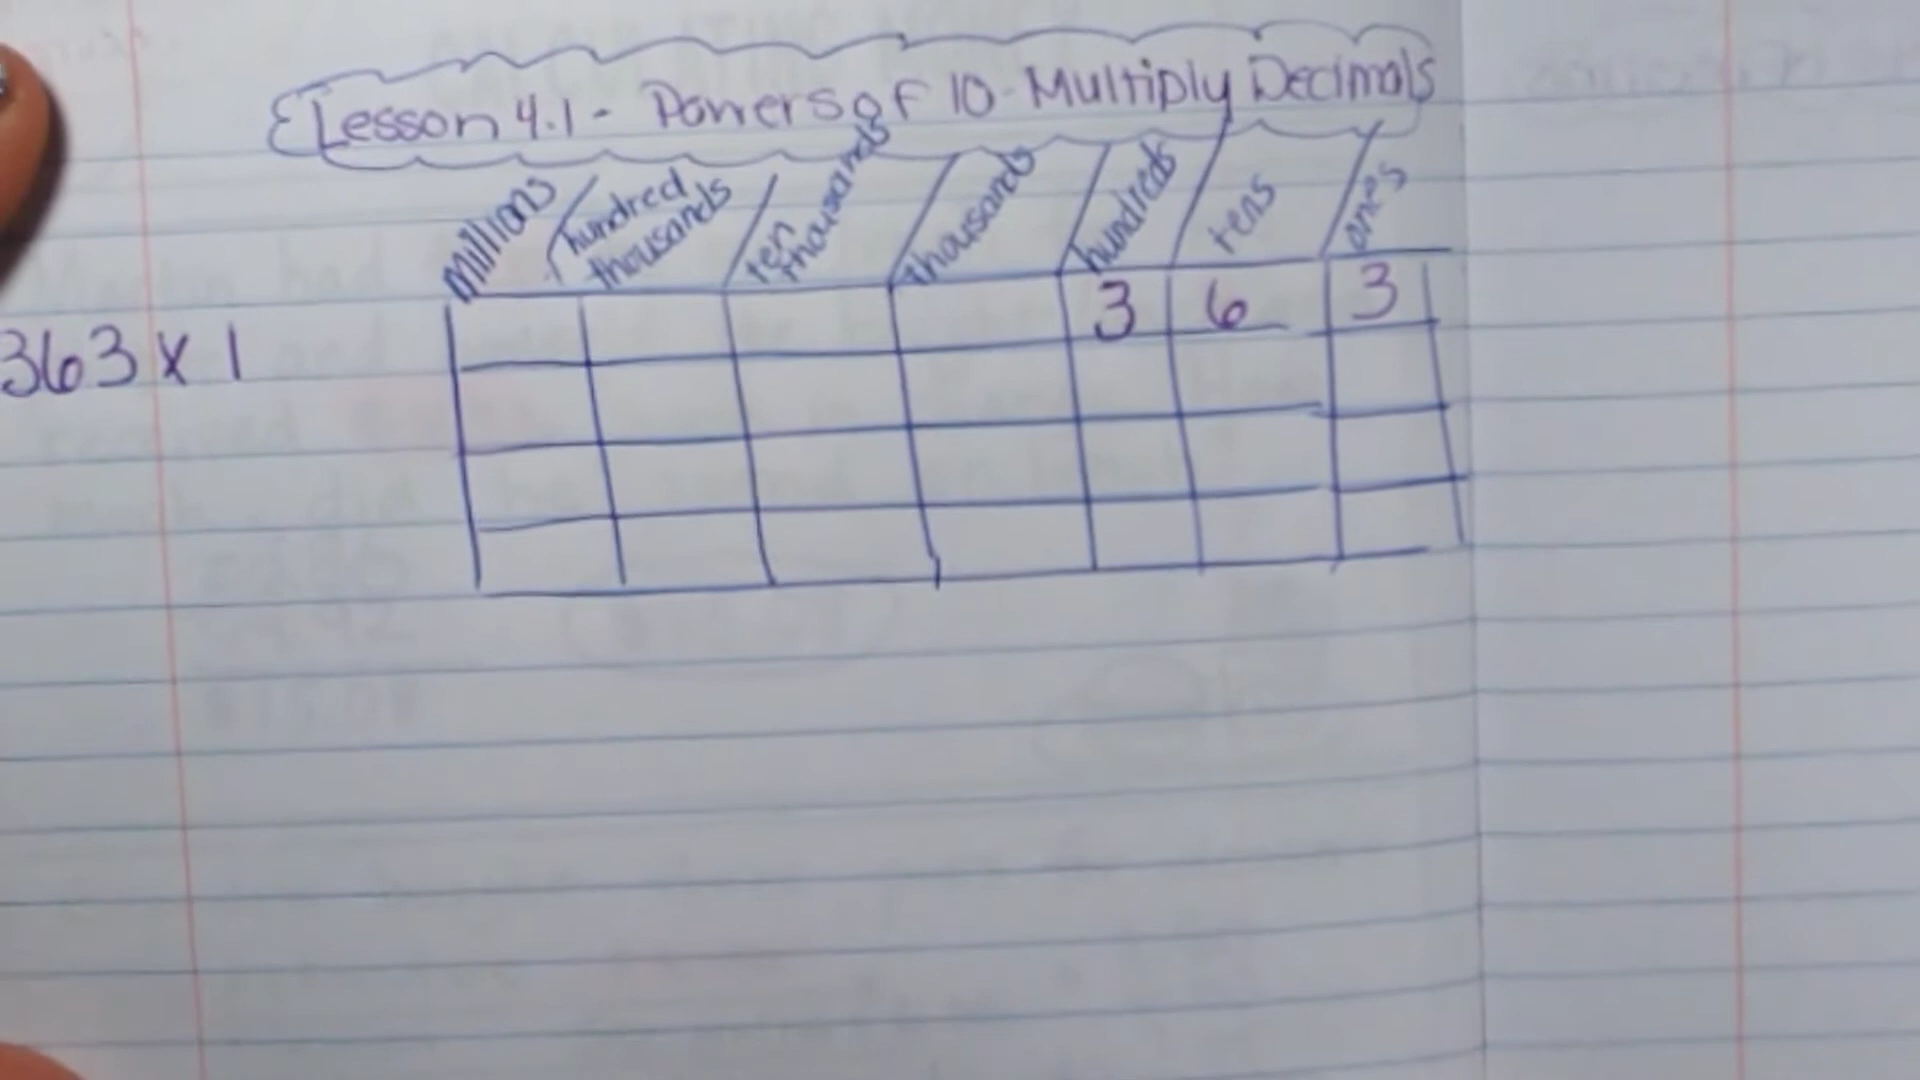 Lesson 4.1 - Powers of 10 - Multiply Decimals
millions
hundred
thousands
ten
thousands
thousands
hundreds
tens
ones
3 6 3
363 x 1